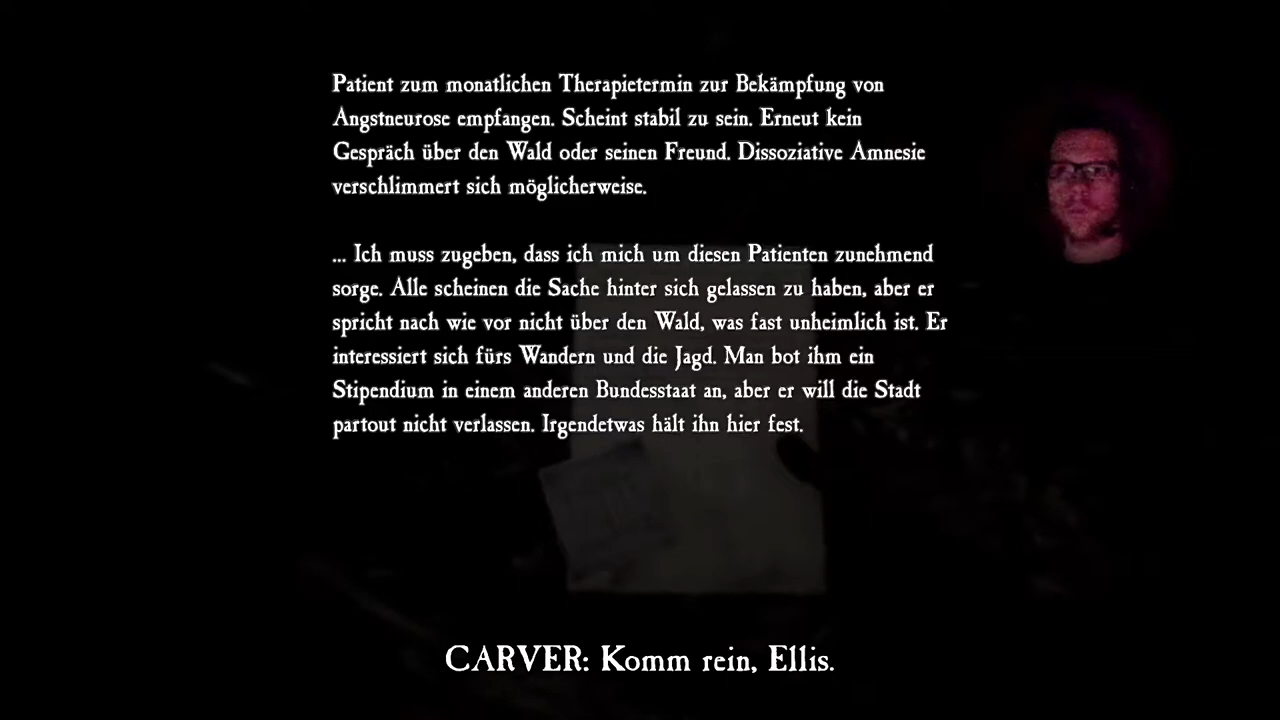 Patient zum monatlichen Therapietermin zur Bekämpfung von
Angstneurose empfangen. Scheint stabil zu sein. Erneut kein
Gespräch über den Wald oder seinen Freund. Dissoziative Amnesie
verschlimmert sich möglicherweise.
... Ich muss zugeben, dass ich mich um diesen Patienten zunehmend
sorge. Alle scheinen die Sache hinter sich gelassen zu haben, aber er
spricht nach wie vor nicht über den Wald, was fast unheimlich ist. Er
interessiert sich fürs Wandern und die Jagd. Man bot ihm ein
Stipendium in einem anderen Bundesstaat an, aber er will die Stadt
partout nicht verlassen. Irgendetwas hält ihn hier fest.
CARVER: Komm rein, Ellis.